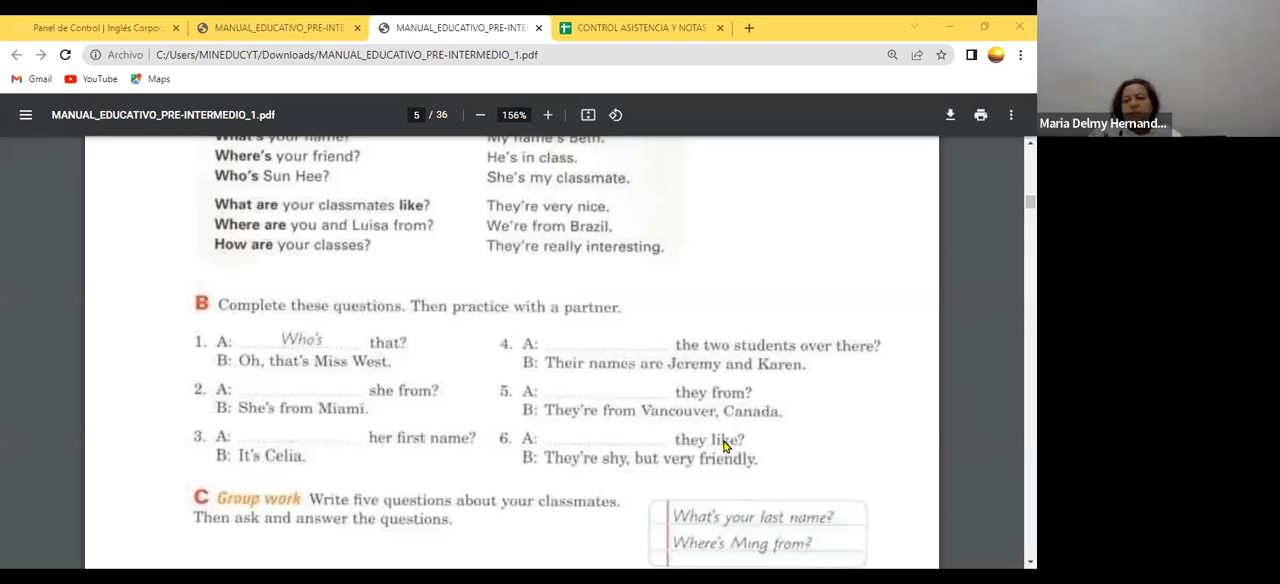 Panel de Control | Inglés Corpor
MANUAL_EDUCATIVO_PRE-INTERME
MANUAL_EDUCATIVO_PRE-INTE
CONTROL ASISTENCIA Y NOTAS
Archivo C:/Users/MINEDUCYT/Downloads/MANUAL_EDUCATIVO_PRE-INTERMEDIO_1.pdf
Gmail YouTube Maps
MANUAL_EDUCATIVO_PRE-INTERMEDIO_1.pdf 5 / 36 156%
Maria Delmy Hernand...
What's your name? My name's Beth.
Where's your friend? He's in class.
Who's Sun Hee? She's my classmate.
What are your classmates like? They're very nice.
Where are you and Luisa from? We're from Brazil.
How are your classes? They're really interesting.
B Complete these questions. Then practice with a partner.
1. A: Who's that?
B: Oh, that's Miss West.
2. A: she from?
B: She's from Miami.
3. A: her first name?
B: It's Celia.
4. A: the two students over there?
B: Their names are Jeremy and Karen.
5. A: they from?
B: They're from Vancouver, Canada.
6. A: they like?
B: They're shy, but very friendly.
C Group work Write five questions about your classmates.
Then ask and answer the questions.
What's your last name?
Where's Ming from?